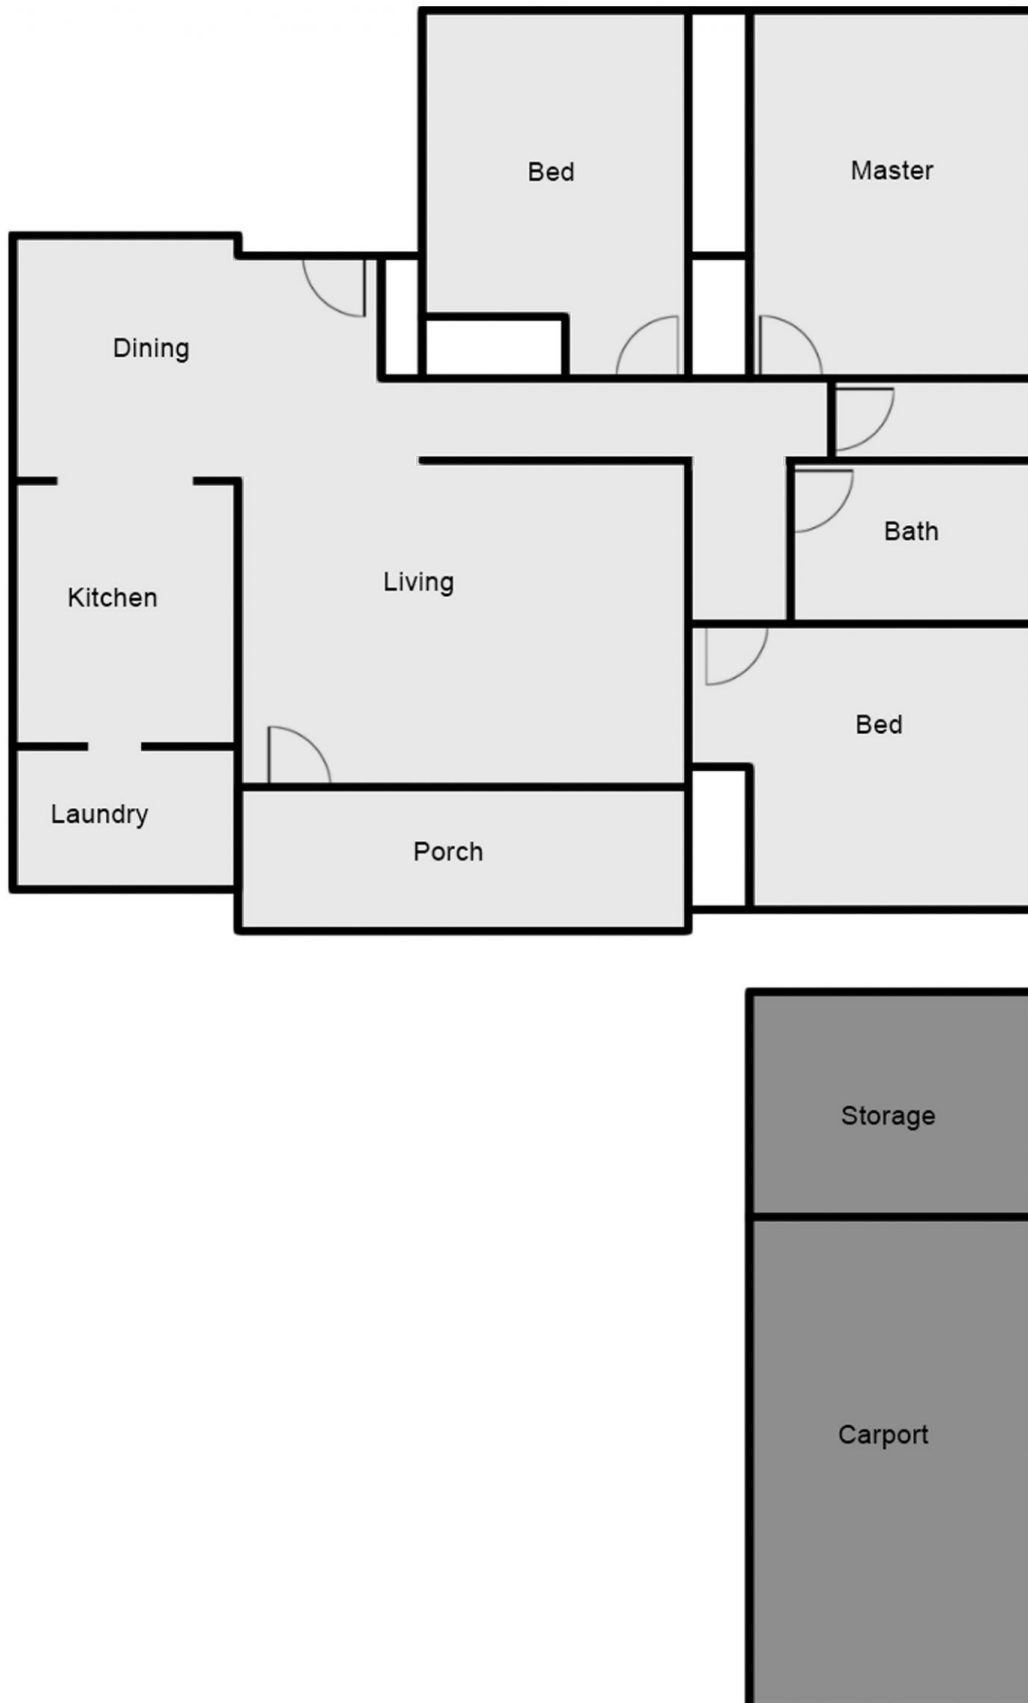 Bed
Master
Dining
Bath
Living
Kitchen
Bed
Laundry
Porch
Storage
Carport